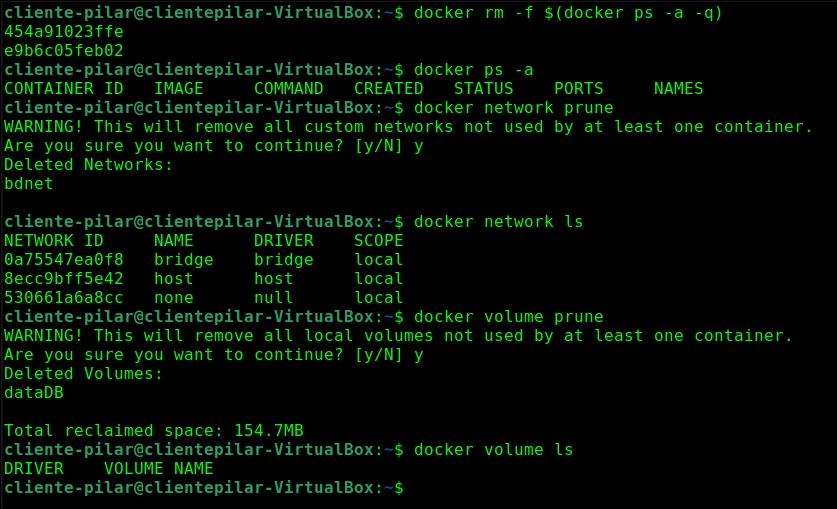 cliente-pilar@clientepilar-VirtualBox:~$ docker rm -f $(docker ps -a -q)
454a91023ffe
e9b6c05feb02
cliente-pilar@clientepilar-VirtualBox:~$ docker ps -a
CONTAINER ID   IMAGE     COMMAND   CREATED   STATUS    PORTS     NAMES
cliente-pilar@clientepilar-VirtualBox:~$ docker network prune
WARNING! This will remove all custom networks not used by at least one container.
Are you sure you want to continue? [y/N] y
Deleted Networks:
bdnet
cliente-pilar@clientepilar-VirtualBox:~$ docker network ls
NETWORK ID     NAME      DRIVER    SCOPE
0a75547ea0f8   bridge    bridge    local
8ecc9bff5e42   host      host      local
530661a6a8cc   none      null      local
cliente-pilar@clientepilar-VirtualBox:~$ docker volume prune
WARNING! This will remove all local volumes not used by at least one container.
Are you sure you want to continue? [y/N] y
Deleted Volumes:
dataDB
Total reclaimed space: 154.7MB
cliente-pilar@clientepilar-VirtualBox:~$ docker volume ls
DRIVER    VOLUME NAME
cliente-pilar@clientepilar-VirtualBox:~$